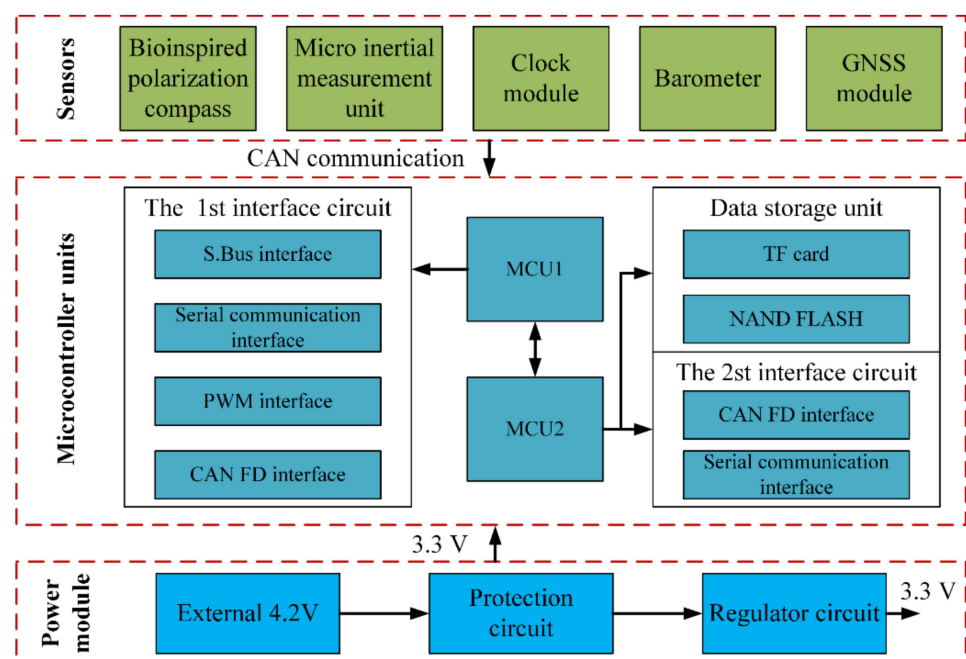 Sensors
Bioinspired
polarization
compass
Micro inertial
measurement
unit
Clock
module
Barometer
GNSS
module
CAN communication
Microcontroller units
The 1st interface circuit
S.Bus interface
Serial communication
interface
PWM interface
CAN FD interface
MCU1
MCU2
Data storage unit
TF card
NAND FLASH
The 2st interface circuit
CAN FD interface
Serial communication
interface
3.3 V
Power
module
External 4.2V
Protection
circuit
Regulator circuit
3.3 V